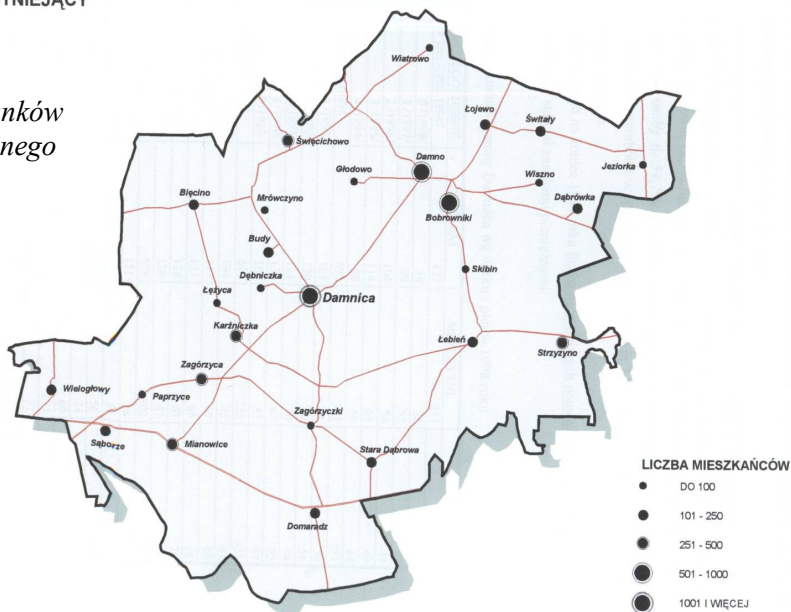 TNIEJĄCY
unków
nego
Wiatrowo
Łojewo
Świtały
Święcichowo
Damno
Głodowo
Wiszno
Jeziorka
Bięcino
Mrówczyno
Dąbrówka
Bobrowniki
Budy
Dębniczka
Skibin
Łężyca
Damnica
Karżniczka
Łebień
Strzyżyno
Zagórzyca
Wielogłowy
Paprzyce
Zagórzyczki
Sąborze
Mianowice
Stara Dąbrowa
Domaradz
LICZBA MIESZKAŃCÓW
DO 100
101 - 250
251 - 500
501 - 1000
1001 I WIĘCEJ